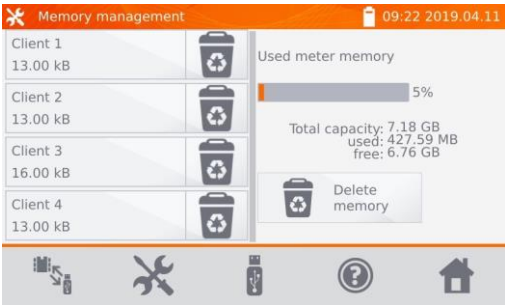 Memory management
09:22 2019.04.11
Client 1
13.00 kB
Client 2
13.00 kB
Client 3
16.00 kB
Client 4
13.00 kB
Used meter memory
5%
Total capacity: 7.18 GB
used: 427.59 MB
free: 6.76 GB
Delete
memory